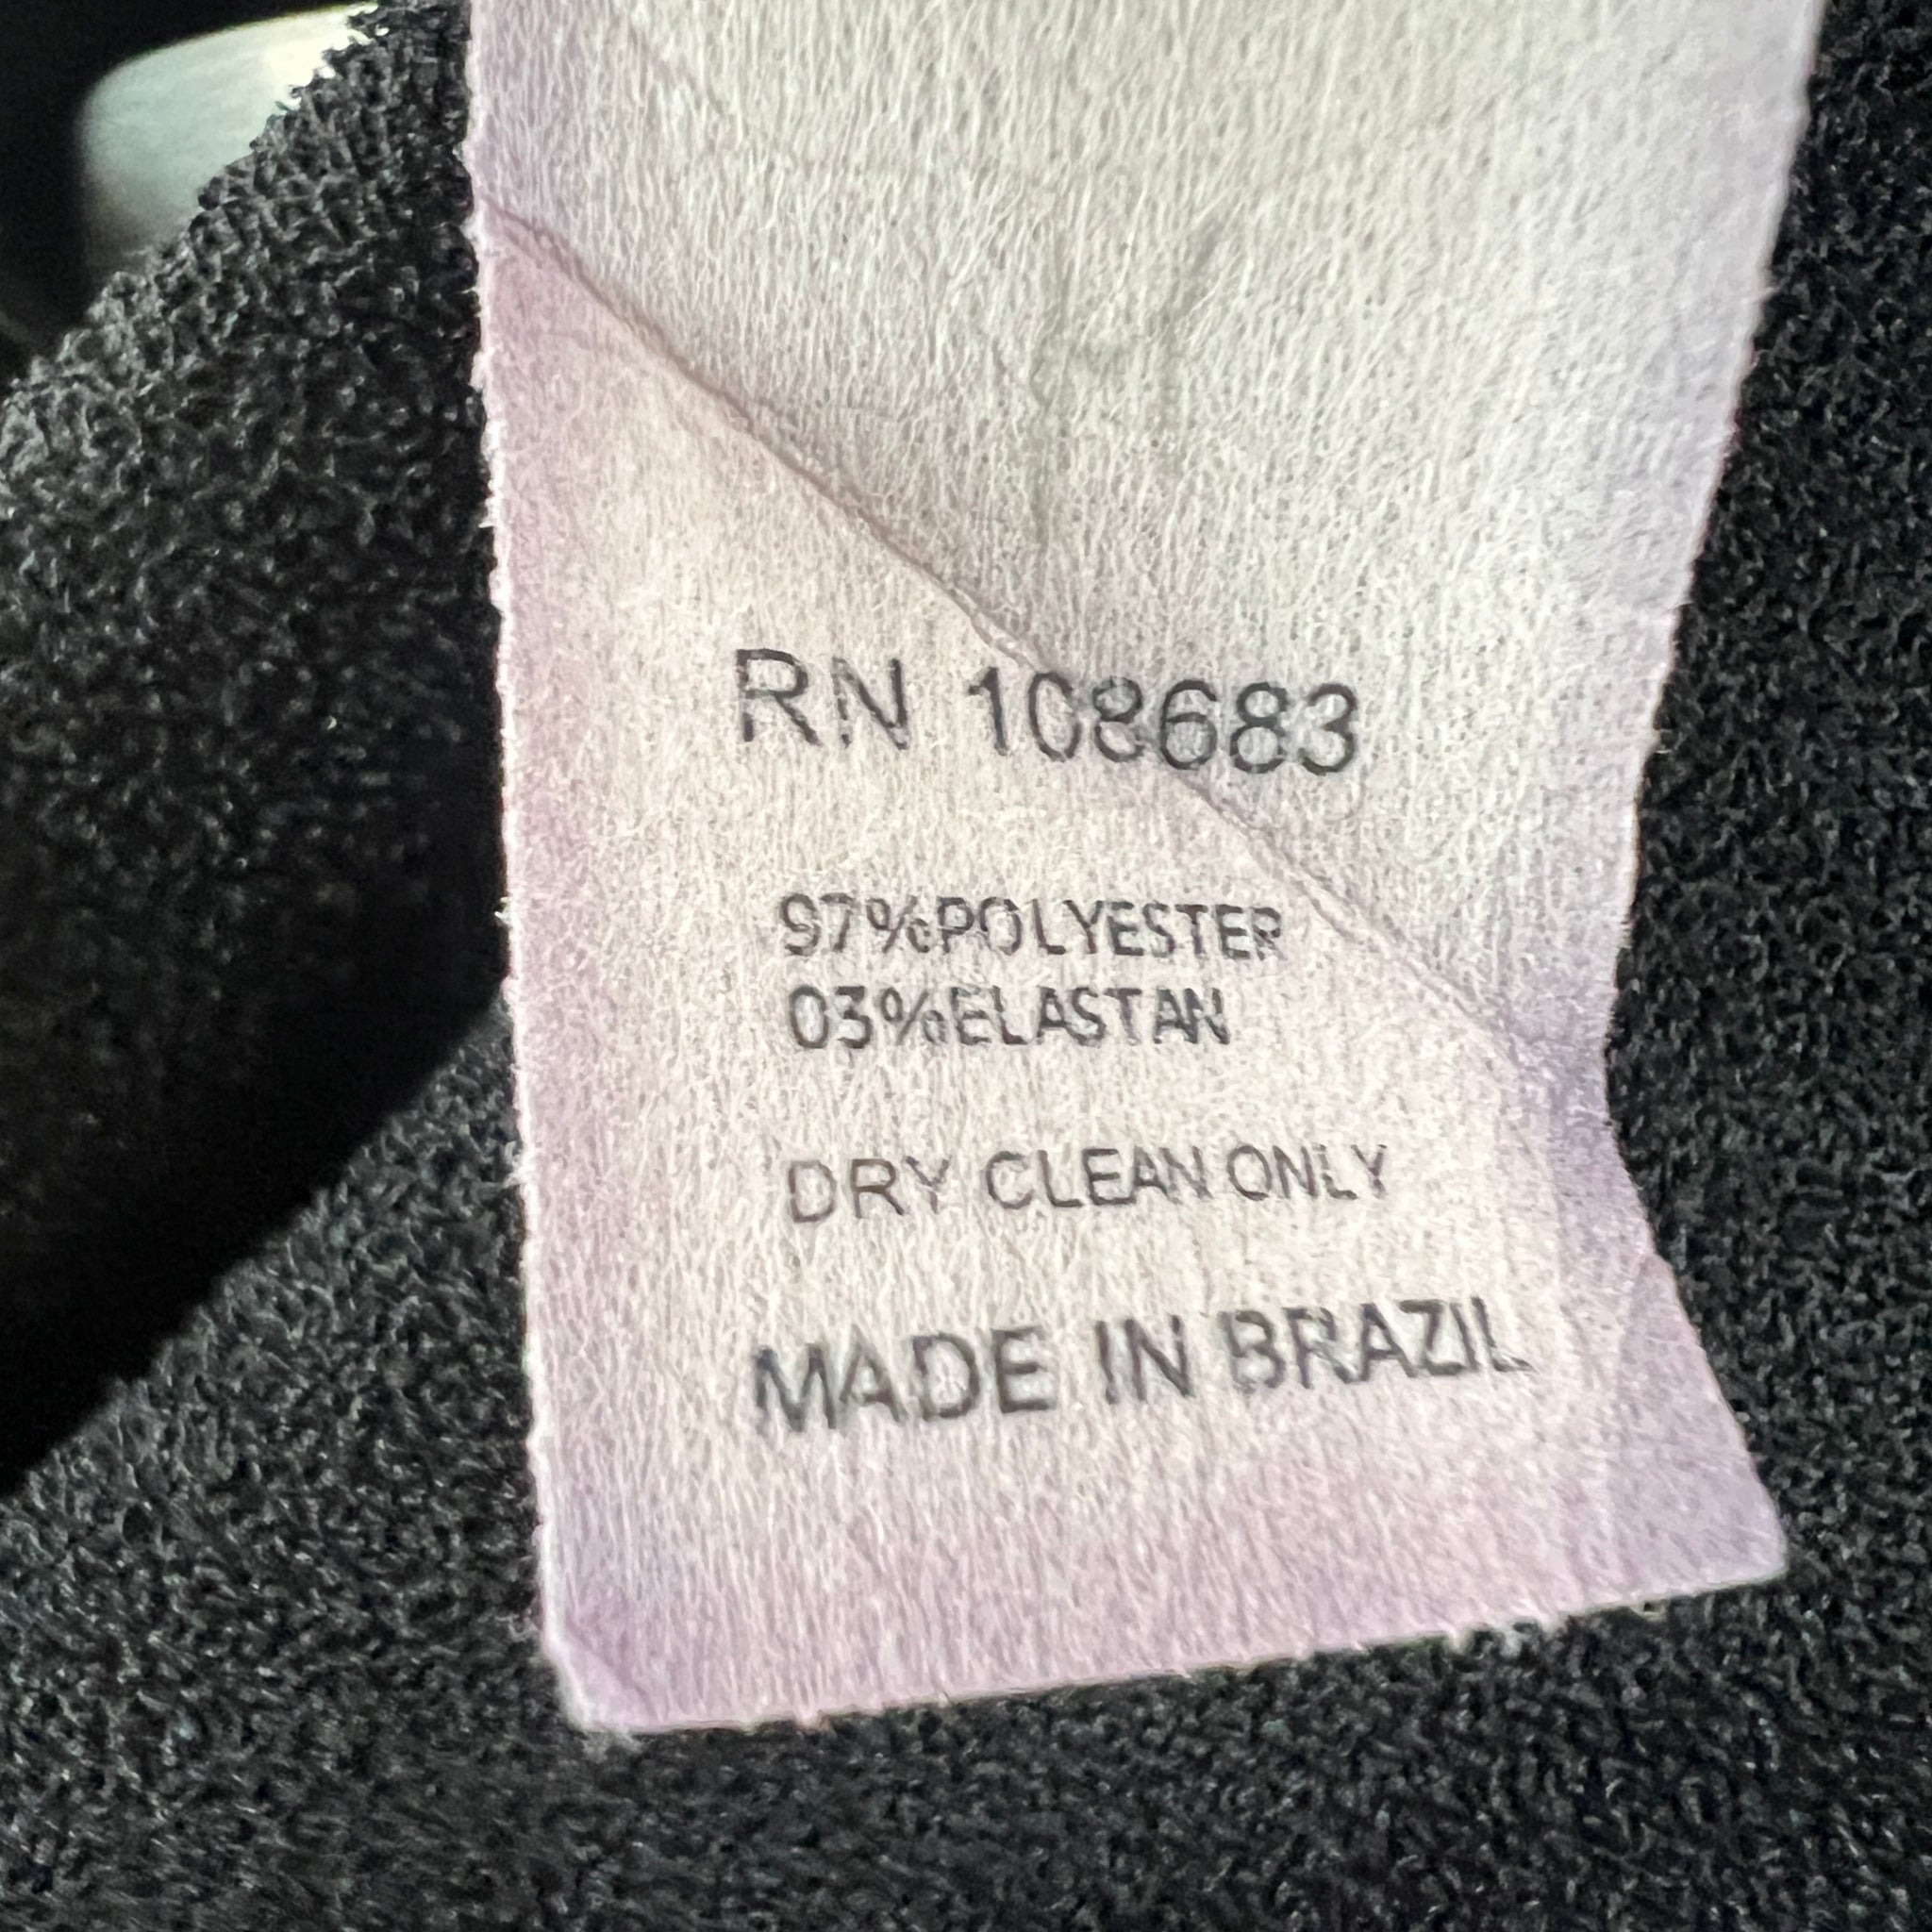 RN 108683
97%POLYESTER
03%ELASTAN
DRY CLEAN ONLY
MADE IN BRAZIL